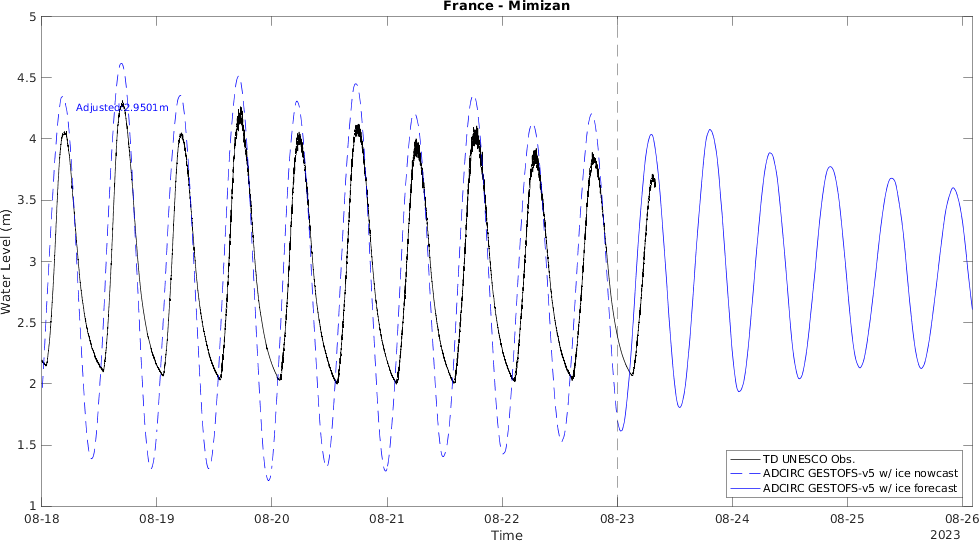 France - Mimizan
5
4.5
4
3.5
3
2.5
2
1.5
1
Water Level (m)
Adjusted 2.9501m
TD UNESCO Obs.
ADCIRC GESTOFS-v5 w/ ice nowcast
ADCIRC GESTOFS-v5 w/ ice forecast
08-18 08-19 08-20 08-21 08-22 08-23 08-24 08-25 08-26
Time
2023